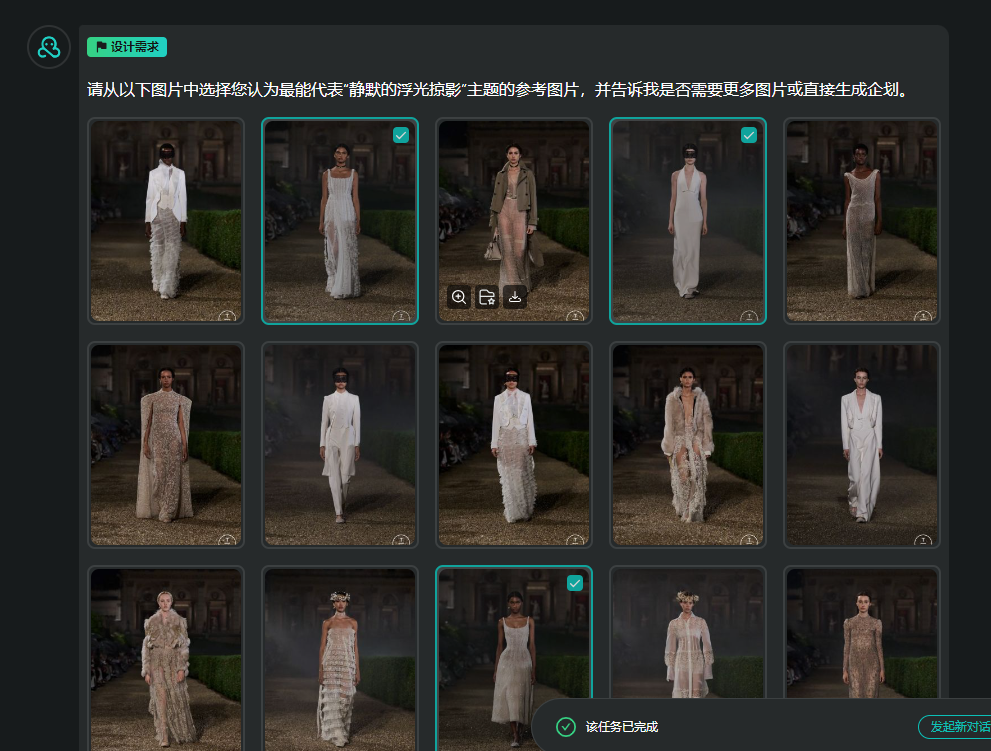 设计需求
请从以下图片中选择您认为最能代表“静默的浮光掠影”主题的参考图片，并告诉我是否需要更多图片或直接生成企划。
该任务已完成
发起新对话